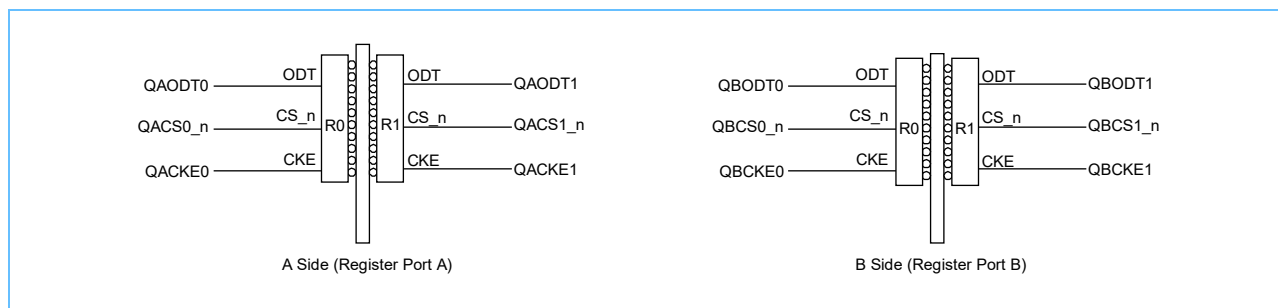 ODT ODT
QAODT0 QAODT1
CS_n CS_n
QACS0_n R0 R1 QACS1_n
CKE CKE
QACKE0 QACKE1
A Side (Register Port A)
ODT ODT
QBODT0 QBODT1
CS_n CS_n
QBCS0_n R0 R1 QBCS1_n
CKE CKE
QBCKE0 QBCKE1
B Side (Register Port B)